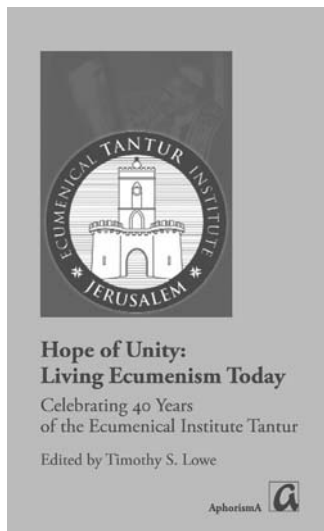 ECUMENICAL TANTUR INSTITUTE
* JERUSALEM *
Hope of Unity:
Living Ecumenism Today
Celebrating 40 Years
of the Ecumenical Institute Tantur
Edited by Timothy S. Lowe
AphorismA a